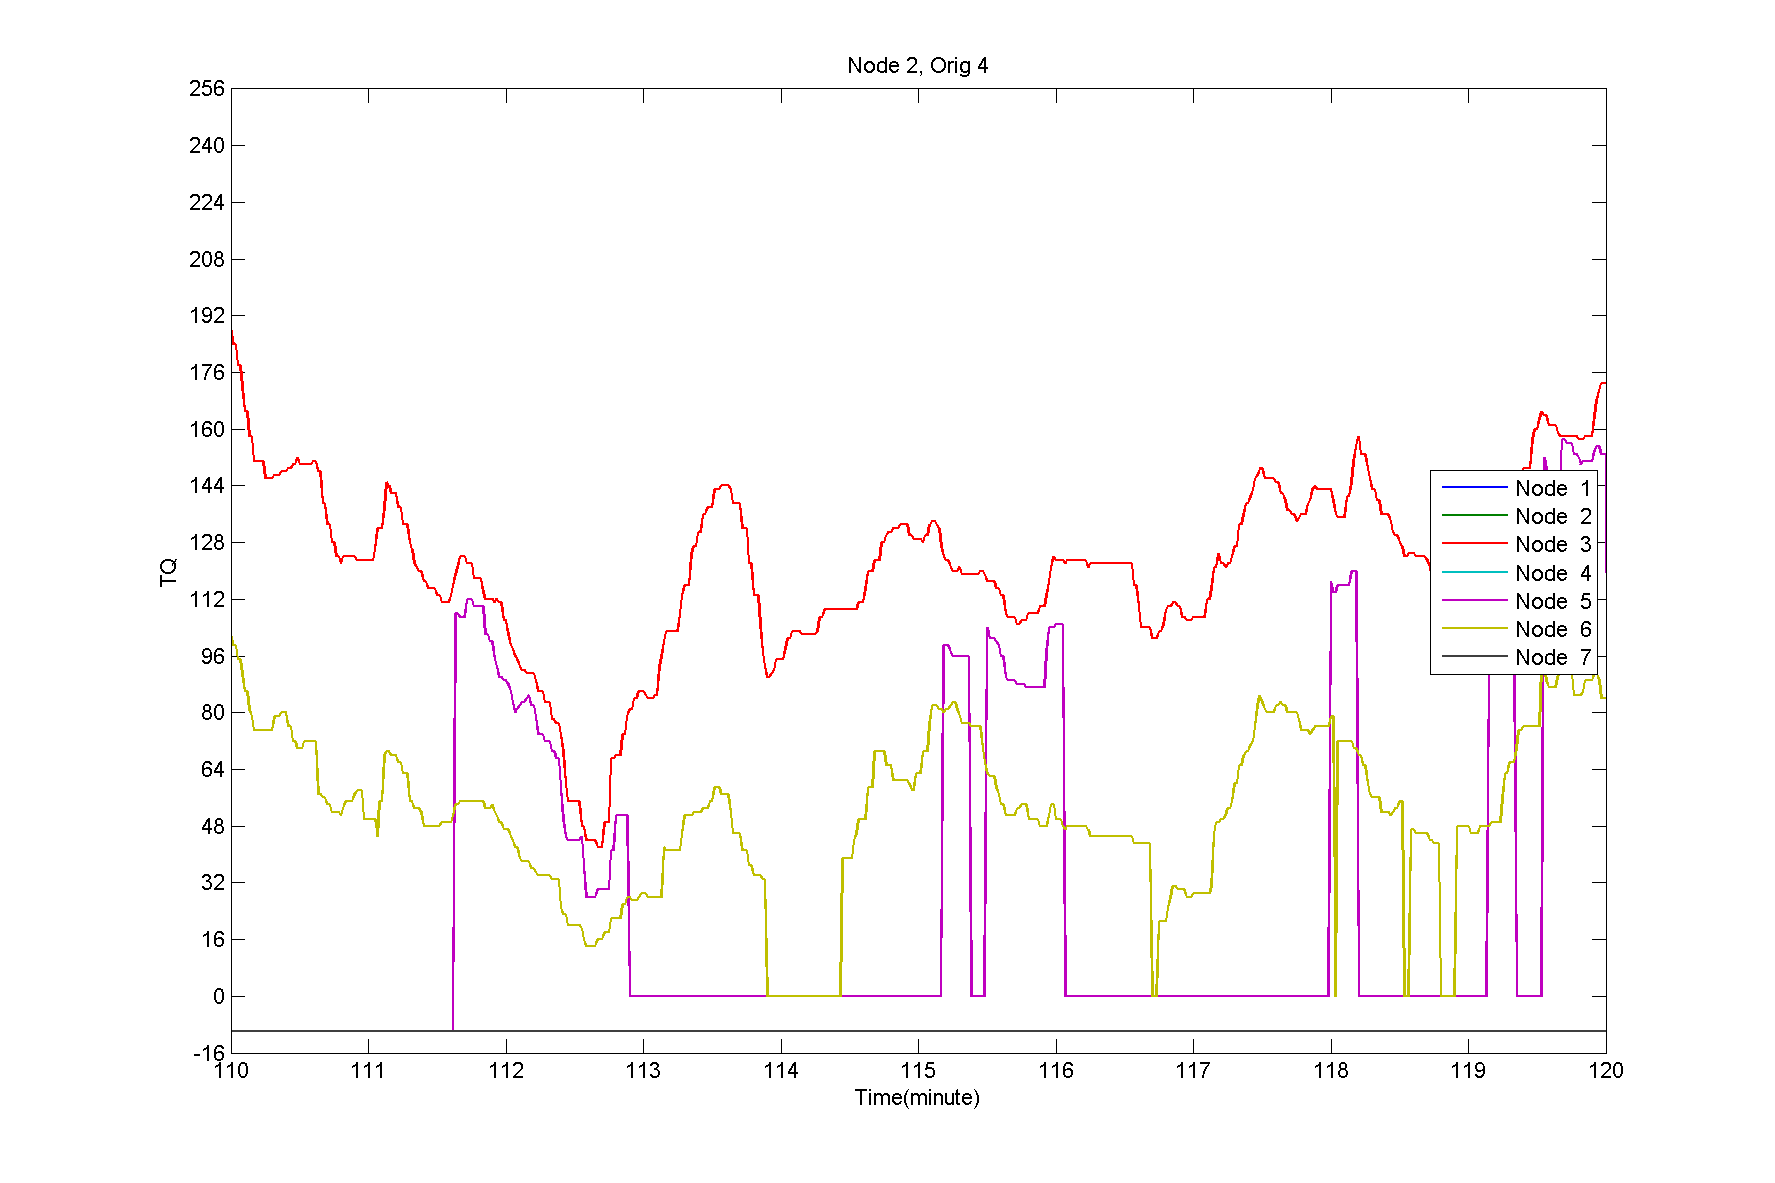 Node 2, Orig 4
256
240
224
208
192
176
160
144
128
112
96
80
64
48
32
16
0
-16
TQ
110 111 112 113 114 115 116 117 118 119 120
Time(minute)
Node 1
Node 2
Node 3
Node 4
Node 5
Node 6
Node 7